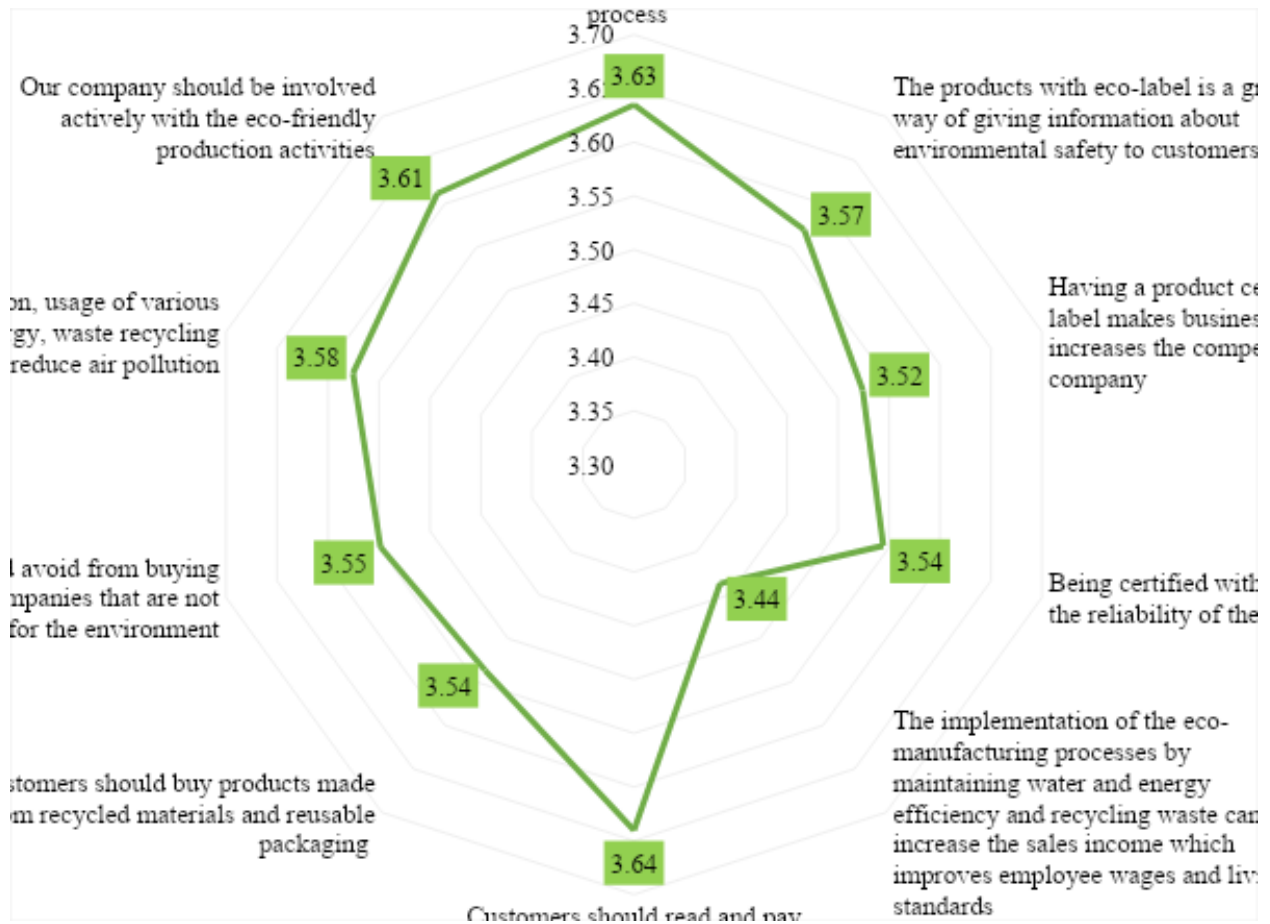 process
3.70
3.63
3.60
3.55
3.50
3.45
3.40
3.35
3.30
The products with eco-label is a
way of giving information about
environmental safety to customers
3.57
Having a product
label makes
increases the
company
3.52
Being certified
the reliability of
3.54
The implementation of the eco-
manufacturing processes by
maintaining water and energy
efficiency and recycling waste can
increase the sales income which
improves employee wages and
standards
3.44
Customers should read and pay
3.64
should buy products made
recycled materials and reusable
packaging
3.54
avoid from buying
that are not
for the environment
3.55
usage of various
waste recycling
reduce air pollution
3.58
Our company should be involved
actively with the eco-friendly
production activities
3.61